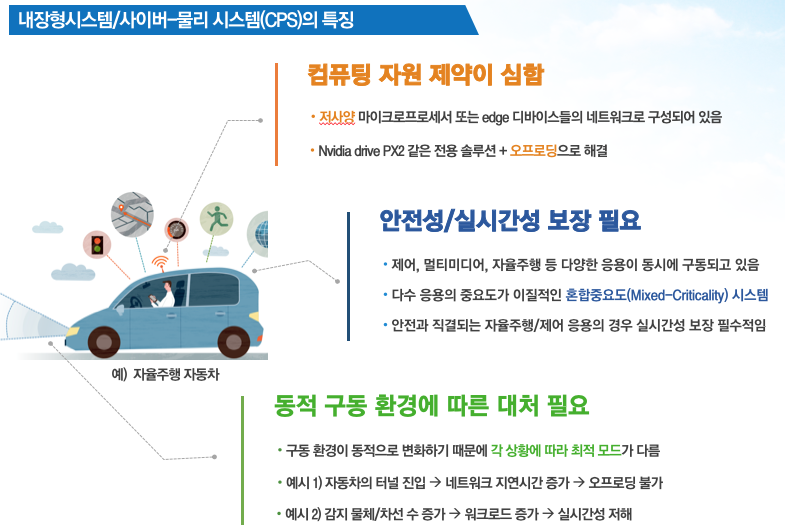 내장형시스템/사이버-물리 시스템(CPS)의 특징
컴퓨팅 자원 제약이 심함
• 저사양 마이크로프로세서 또는 edge 디바이스들의 네트워크로 구성되어 있음
• Nvidia drive PX2 같은 전용 솔루션 + 오프로딩으로 해결
안전성/실시간성 보장 필요
• 제어, 멀티미디어, 자율주행 등 다양한 응용이 동시에 구동되고 있음
• 다수 응용의 중요도가 이질적인 혼합중요도(Mixed-Criticality) 시스템
• 안전과 직결되는 자율주행/제어 응용의 경우 실시간성 보장 필수적임
예) 자율주행 자동차
동적 구동 환경에 따른 대처 필요
• 구동 환경이 동적으로 변화하기 때문에 각 상황에 따라 최적 모드가 다름
• 예시 1) 자동차의 터널 진입 → 네트워크 지연시간 증가 → 오프로딩 불가
• 예시 2) 감지 물체/차선 수 증가 → 워크로드 증가 → 실시간성 저해